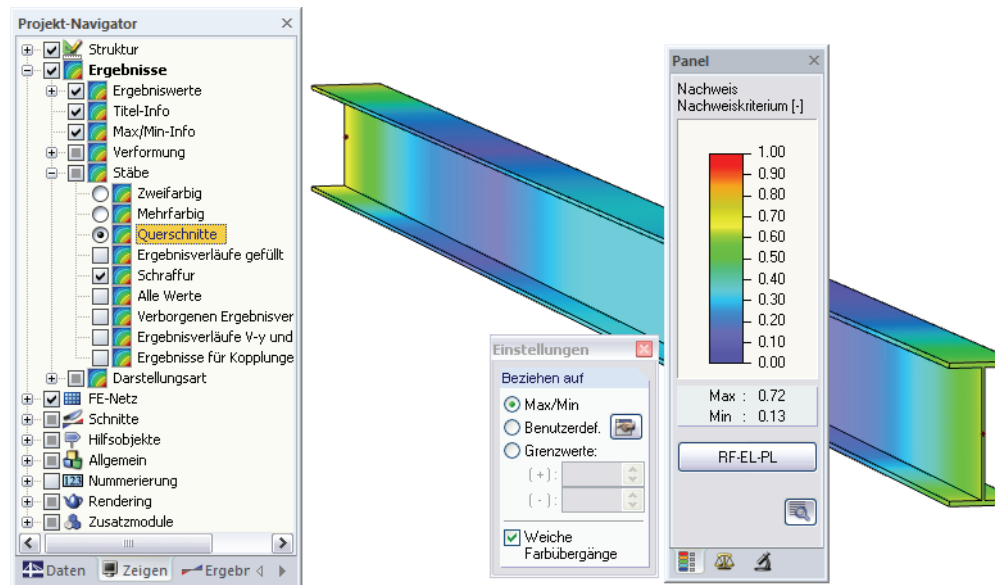 Projekt-Navigator
Struktur
Ergebnisse
Ergebniswerte
Titel-Info
Max/Min-Info
Verformung
Stäbe
Zweifarbig
Mehrfarbig
Querschnitte
Ergebnisverläufe gefüllt
Schraffur
Alle Werte
Verborgenen Ergebnisver
Ergebnisverläufe V-y und
Ergebnisse für Kopplunge
Darstellungsart
FE-Netz
Schnitte
Hilfsobjekte
Allgemein
123 Nummerierung
Rendering
Zusatzmodule
Daten Zeigen Ergebr
Einstellungen
Beziehen auf
Max/Min
Benutzerdef.
Grenzwerte:
(+):
(-):
Weiche
Farbübergänge
Panel
Nachweis
Nachweiskriterium [-]
1.00
0.90
0.80
0.70
0.60
0.50
0.40
0.30
0.20
0.10
0.00
Max : 0.72
Min : 0.13
RF-EL-PL